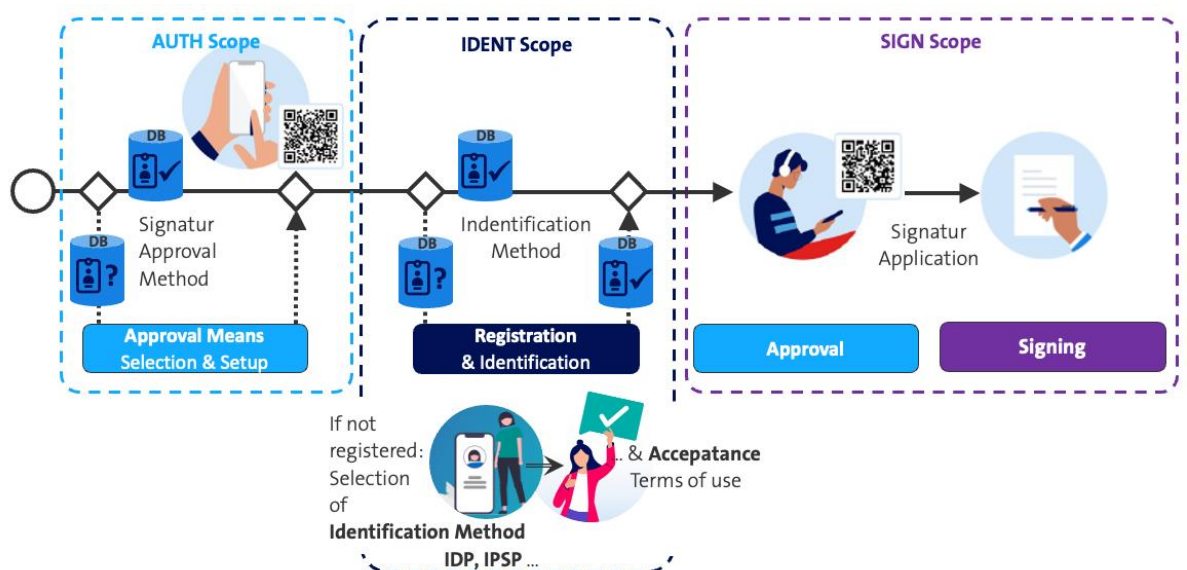 AUTH Scope
IDENT Scope
SIGN Scope
DB
DB
Signatur
Approval
Method
DB
Approval Means
Selection & Setup
Indentification
Method
DB
DB
Registration
& Identification
Signatur
Application
Approval
Signing
If not
registered:
Selection
of
Identification Method
IDP, IPSP ...
... & Accepatance
Terms of use